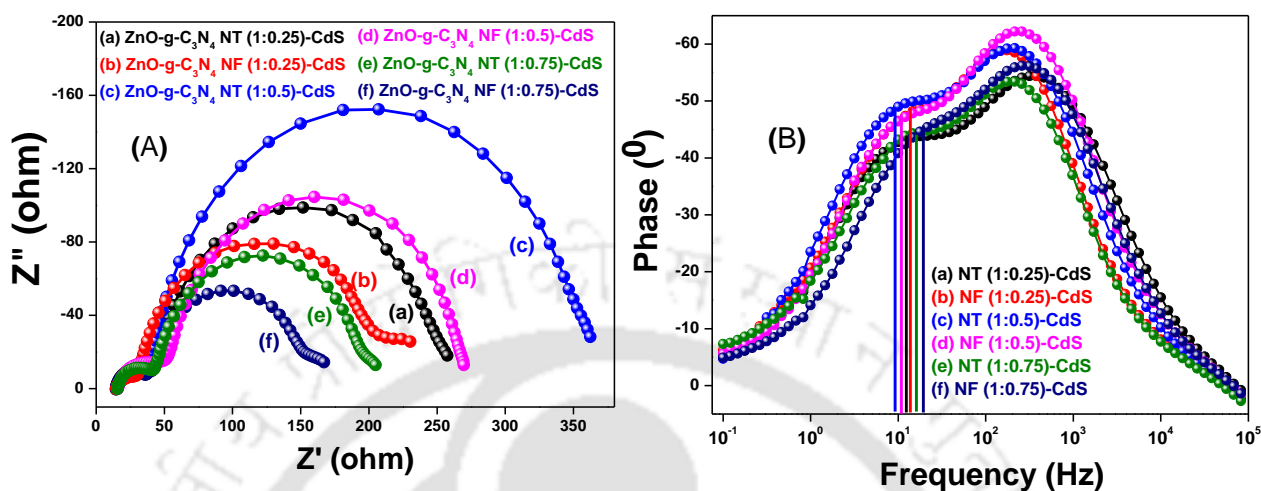 -200
-160
-120
-80
-40
0
0 50 100 150 200 250 300 350
Z'' (ohm)
Z' (ohm)
(a) ZnO-g-C₃N₄ NT (1:0.25)-CdS
(b) ZnO-g-C₃N₄ NF (1:0.25)-CdS
(c) ZnO-g-C₃N₄ NT (1:0.5)-CdS
(d) ZnO-g-C₃N₄ NF (1:0.5)-CdS
(e) ZnO-g-C₃N₄ NT (1:0.75)-CdS
(f) ZnO-g-C₃N₄ NF (1:0.75)-CdS
(A)
(c)
(d)
(b)
(a)
(e)
(f)
-60
-50
-40
-30
-20
-10
0
10⁻¹ 10⁰ 10¹ 10² 10³ 10⁴ 10⁵
Phase (⁰)
Frequency (Hz)
(B)
(a) NT (1:0.25)-CdS
(b) NF (1:0.25)-CdS
(c) NT (1:0.5)-CdS
(d) NF (1:0.5)-CdS
(e) NT (1:0.75)-CdS
(f) NF (1:0.75)-CdS